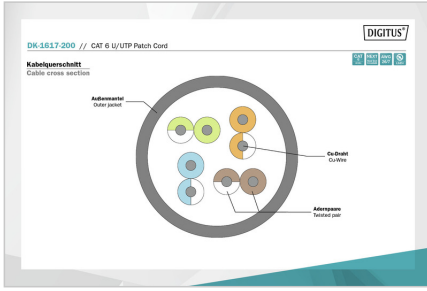 DIGITUS®
DK-1617-200 // CAT 6 U/UTP Patch Cord
Kabelquerschnitt
Cable cross section
Außenmantel
Outer jacket
Cu-Draht
Cu-Wire
Adernpaare
Twisted pair